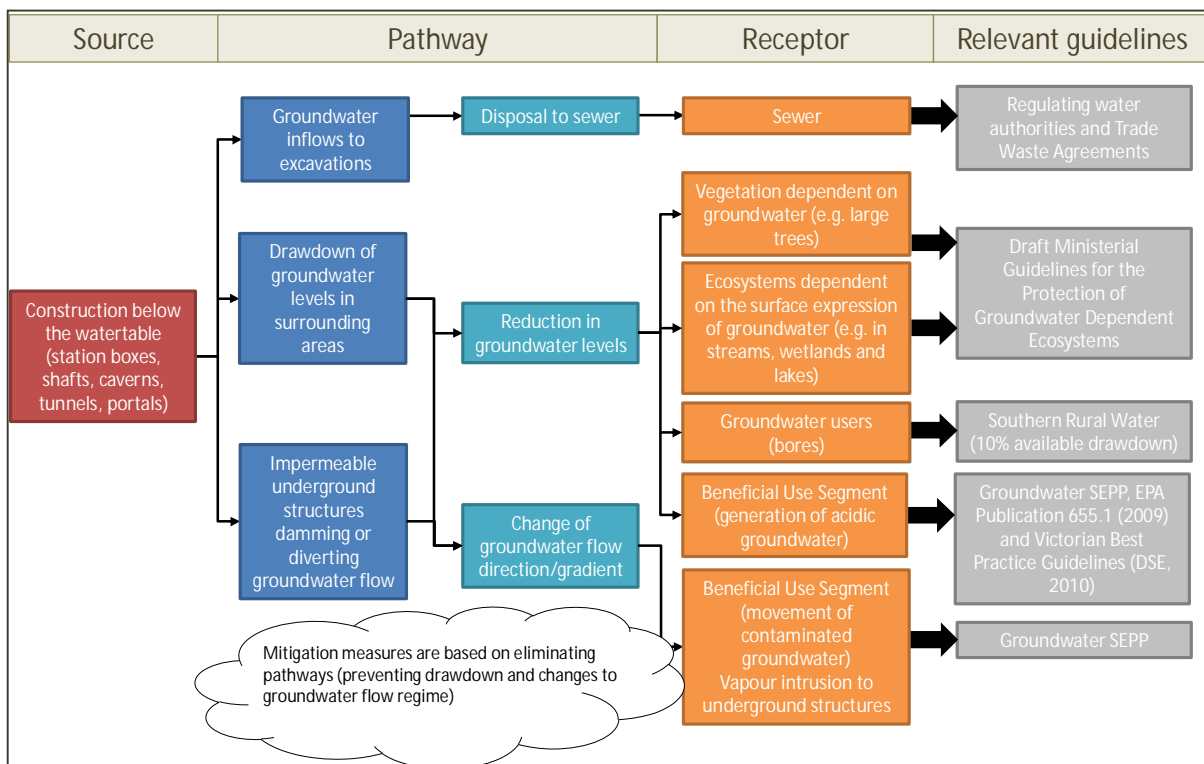 Source
Pathway
Receptor
Relevant guidelines
Construction below
the watertable
(station boxes,
shafts, caverns,
tunnels, portals)
Groundwater
inflows to
excavations
Drawdown of
groundwater
levels in
surrounding
areas
Impermeable
underground
structures
damming or
diverting
groundwater flow
Disposal to sewer
Reduction in
groundwater levels
Change of
groundwater flow
direction/gradient
Mitigation measures are based on eliminating
pathways (preventing drawdown and changes to
groundwater flow regime)
Sewer
Vegetation dependent on
groundwater (e.g. large
trees)
Ecosystems dependent
on the surface expression
of groundwater (e.g. in
streams, wetlands and
lakes)
Groundwater users
(bores)
Beneficial Use Segment
(generation of acidic
groundwater)
Beneficial Use Segment
(movement of
contaminated
groundwater)
Vapour intrusion to
underground structures
Regulating water
authorities and Trade
Waste Agreements
Draft Ministerial
Guidelines for the
Protection of
Groundwater Dependent
Ecosystems
Southern Rural Water
(10% available drawdown)
Groundwater SEPP, EPA
Publication 655.1 (2009)
and Victorian Best
Practice Guidelines (DSE,
2010)
Groundwater SEPP